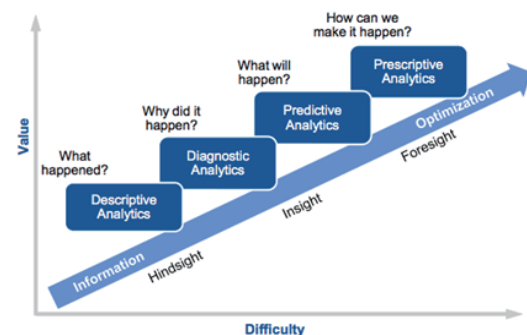 How can we
make it happen?
Prescriptive
Analytics
What will
happen?
Predictive
Analytics
Why did it
happen?
Diagnostic
Analytics
What
happened?
Descriptive
Analytics
Value
Information
Hindsight
Insight
Foresight
Optimization
Difficulty